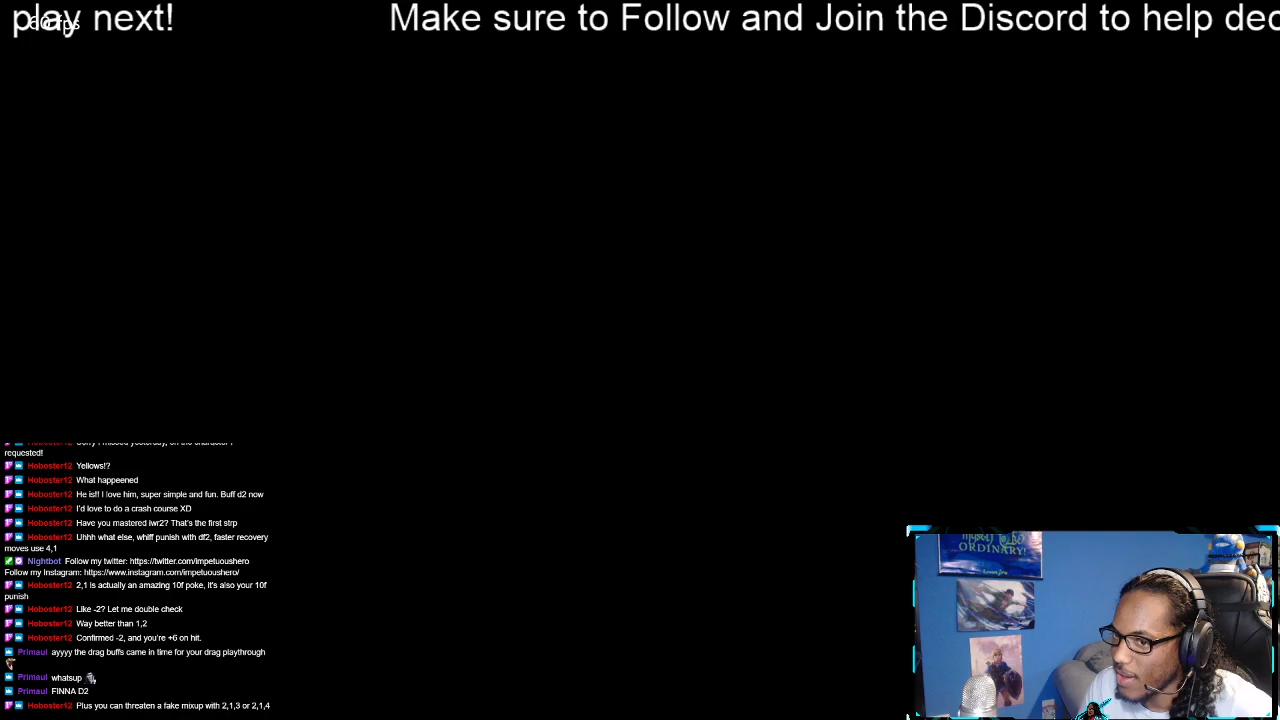 play next! Make sure to Follow and Join the Discord to help dec
60 fps
requested!
Hoboster12 Yellows!?
Hoboster12 What happeened
Hoboster12 He is!! I love him, super simple and fun. Buff d2 now
Hoboster12 I'd love to do a crash course XD
Hoboster12 Have you mastered iwr2? That's the first strp
Hoboster12 Uhhh what else, whiff punish with df2, faster recovery
moves use 4,1
Nightbot Follow my twitter: https://twitter.com/impetuoushero
Follow my Instagram: https://www.instagram.com/impetuoushero/
Hoboster12 2,1 is actually an amazing 10f poke, it's also your 10f
punish
Hoboster12 Like -2? Let me double check
Hoboster12 Way better than 1,2
Hoboster12 Confirmed -2, and you're +6 on hit.
Primaul ayyyy the drag buffs came in time for your drag playthrough
Primaul whatsup
Primaul FINNA D2
Hoboster12 Plus you can threaten a fake mixup with 2,1,3 or 2,1,4
ORDINARY!